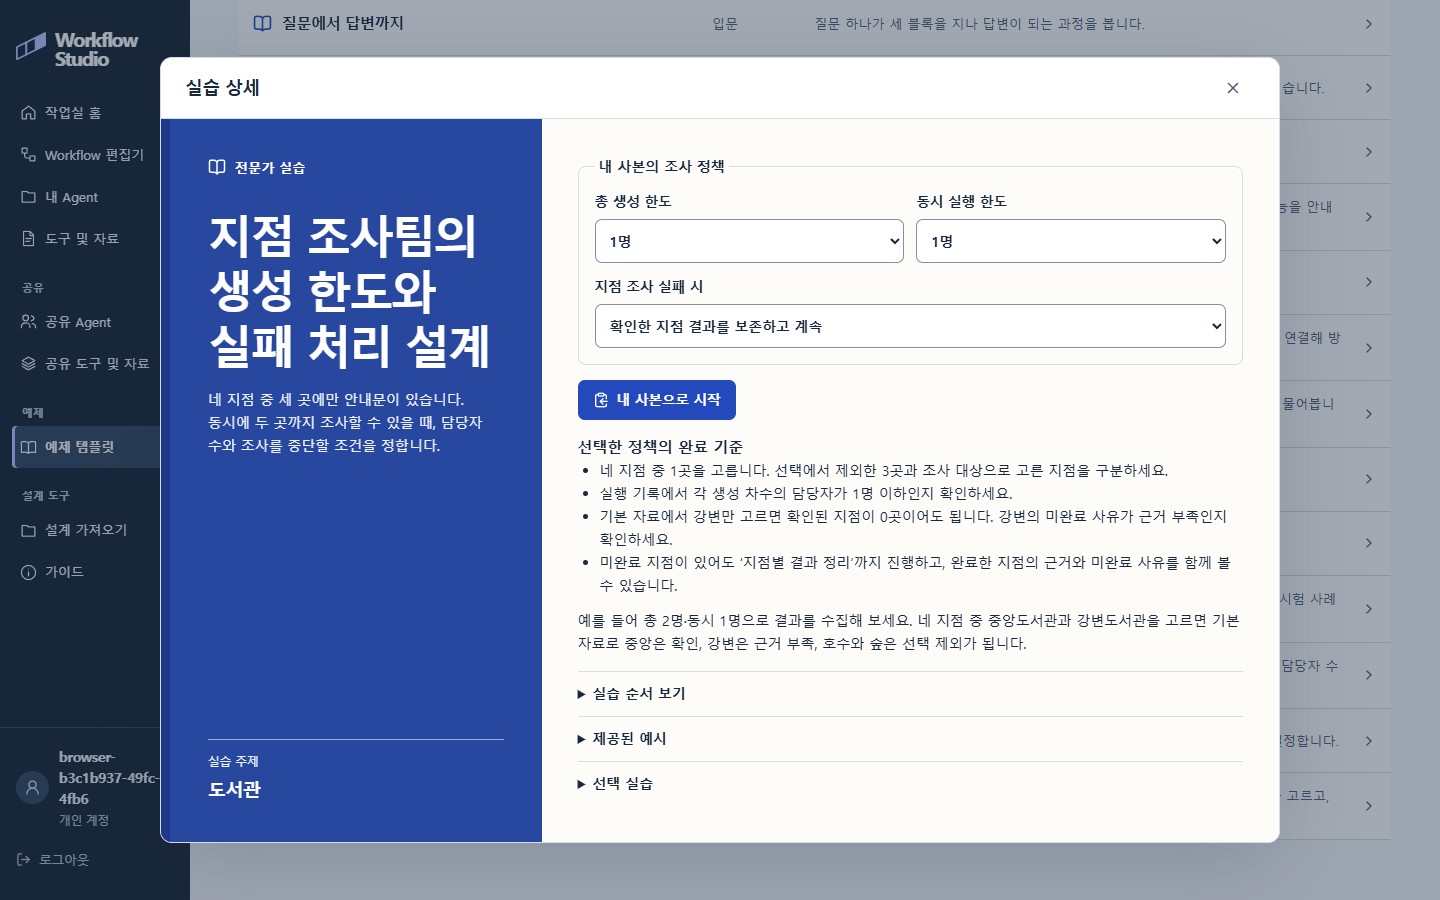 Workflow
Studio
작업실 홈
Workflow 편집기
내 Agent
도구 및 자료
공유
공유 Agent
공유 도구 및 자료
예제
예제 템플릿
설계 도구
설계 가져오기
가이드
browser-
b3c1b937-49fc-
4fb6
개인 계정
로그아웃
질문에서 답변까지
입문
질문 하나가 세 블록을 지나 답변이 되는 과정을 봅니다.
습니다.
능을 안내
연결해 방
물어봅니
시험 사례
담당자 수
정합니다.
고르고,
실습 상세
전문가 실습
지점 조사팀의
생성 한도와
실패 처리 설계
네 지점 중 세 곳에만 안내문이 있습니다.
동시에 두 곳까지 조사할 수 있을 때, 담당자
수와 조사를 중단할 조건을 정합니다.
실습 주제
도서관
내 사본의 조사 정책
총 생성 한도
동시 실행 한도
1명
1명
지점 조사 실패 시
확인한 지점 결과를 보존하고 계속
내 사본으로 시작
선택한 정책의 완료 기준
• 네 지점 중 1곳을 고릅니다. 선택에서 제외한 3곳과 조사 대상으로 고른 지점을 구분하세요.
• 실행 기록에서 각 생성 차수의 담당자가 1명 이하인지 확인하세요.
• 기본 자료에서 강변만 고르면 확인된 지점이 0곳이어도 됩니다. 강변의 미완료 사유가 근거 부족인지
확인하세요.
• 미완료 지점이 있어도 ‘지점별 결과 정리’까지 진행하고, 완료한 지점의 근거와 미완료 사유를 함께 볼
수 있습니다.
예를 들어 총 2명·동시 1명으로 결과를 수집해 보세요. 네 지점 중 중앙도서관과 강변도서관을 고르면 기본
자료로 중앙은 확인, 강변은 근거 부족, 호수와 숲은 선택 제외가 됩니다.
실습 순서 보기
제공된 예시
선택 실습